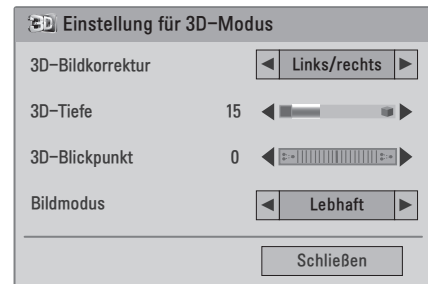 3D Einstellung für 3D-Modus
3D-Bildkorrektur Links/rechts
3D-Tiefe 15
3D-Blickpunkt 0
Bildmodus Lebhaft
Schließen